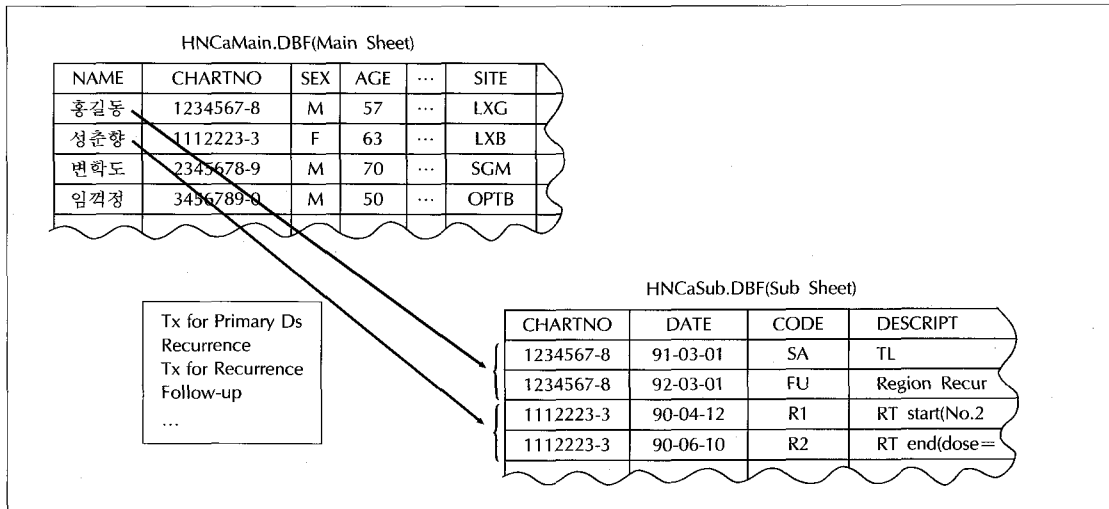 HNCaMain.DBF(Main Sheet)
NAME CHARTNO SEX AGE … SITE
홍길동 1234567-8 M 57 … LXG
성춘향 1112223-3 F 63 … LXB
변학도 2345678-9 M 70 … SGM
임꺽정 3456789-0 M 50 … OPTB
Tx for Primary Ds
Recurrence
Tx for Recurrence
Follow-up
…
HNCaSub.DBF(Sub Sheet)
CHARTNO DATE CODE DESCRIPT
1234567-8 91-03-01 SA TL
1234567-8 92-03-01 FU Region Recur
1112223-3 90-04-12 R1 RT start(No.2
1112223-3 90-06-10 R2 RT end(dose=